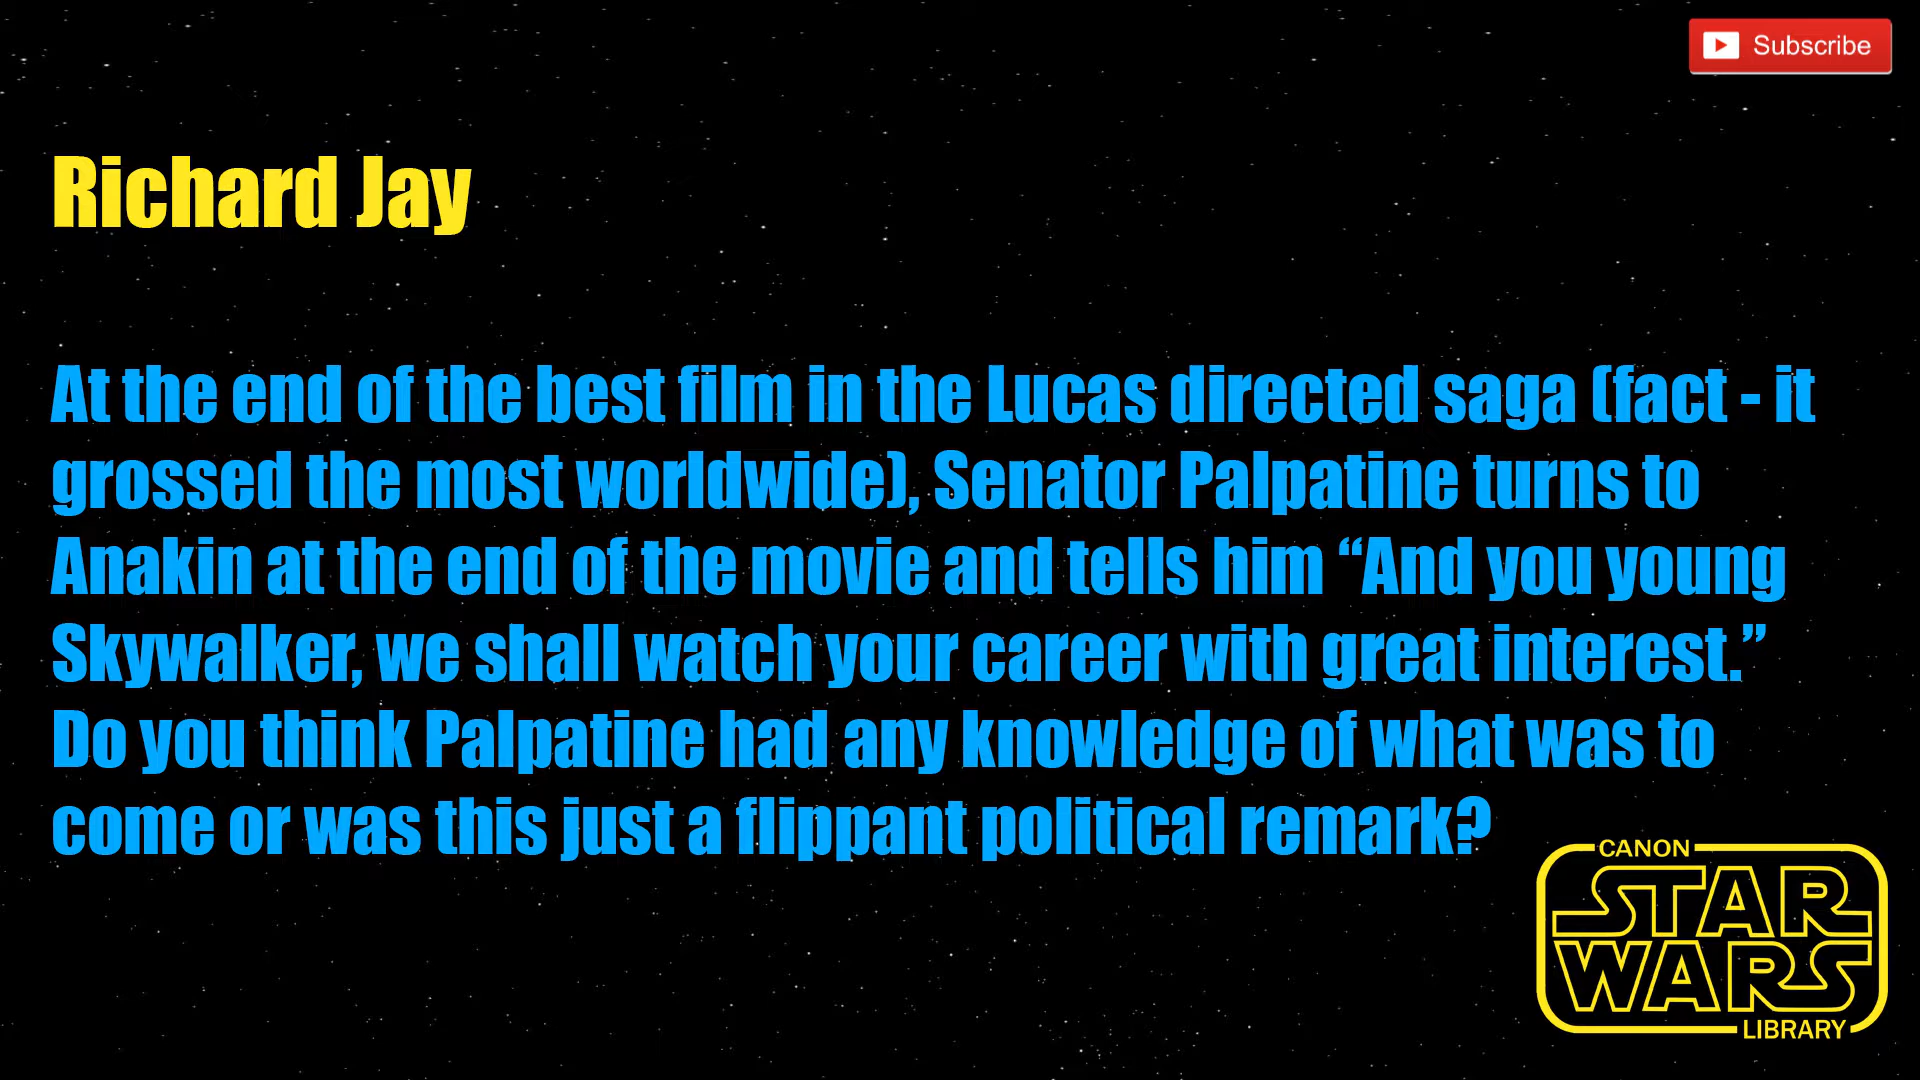 Subscribe
Richard Jay
At the end of the best film in the Lucas directed saga (fact - it
grossed the most worldwide), Senator Palpatine turns to
Anakin at the end of the movie and tells him “And you young
Skywalker, we shall watch your career with great interest.”
Do you think Palpatine had any knowledge of what was to
come or was this just a flippant political remark?
CANON
STAR
WARS
LIBRARY